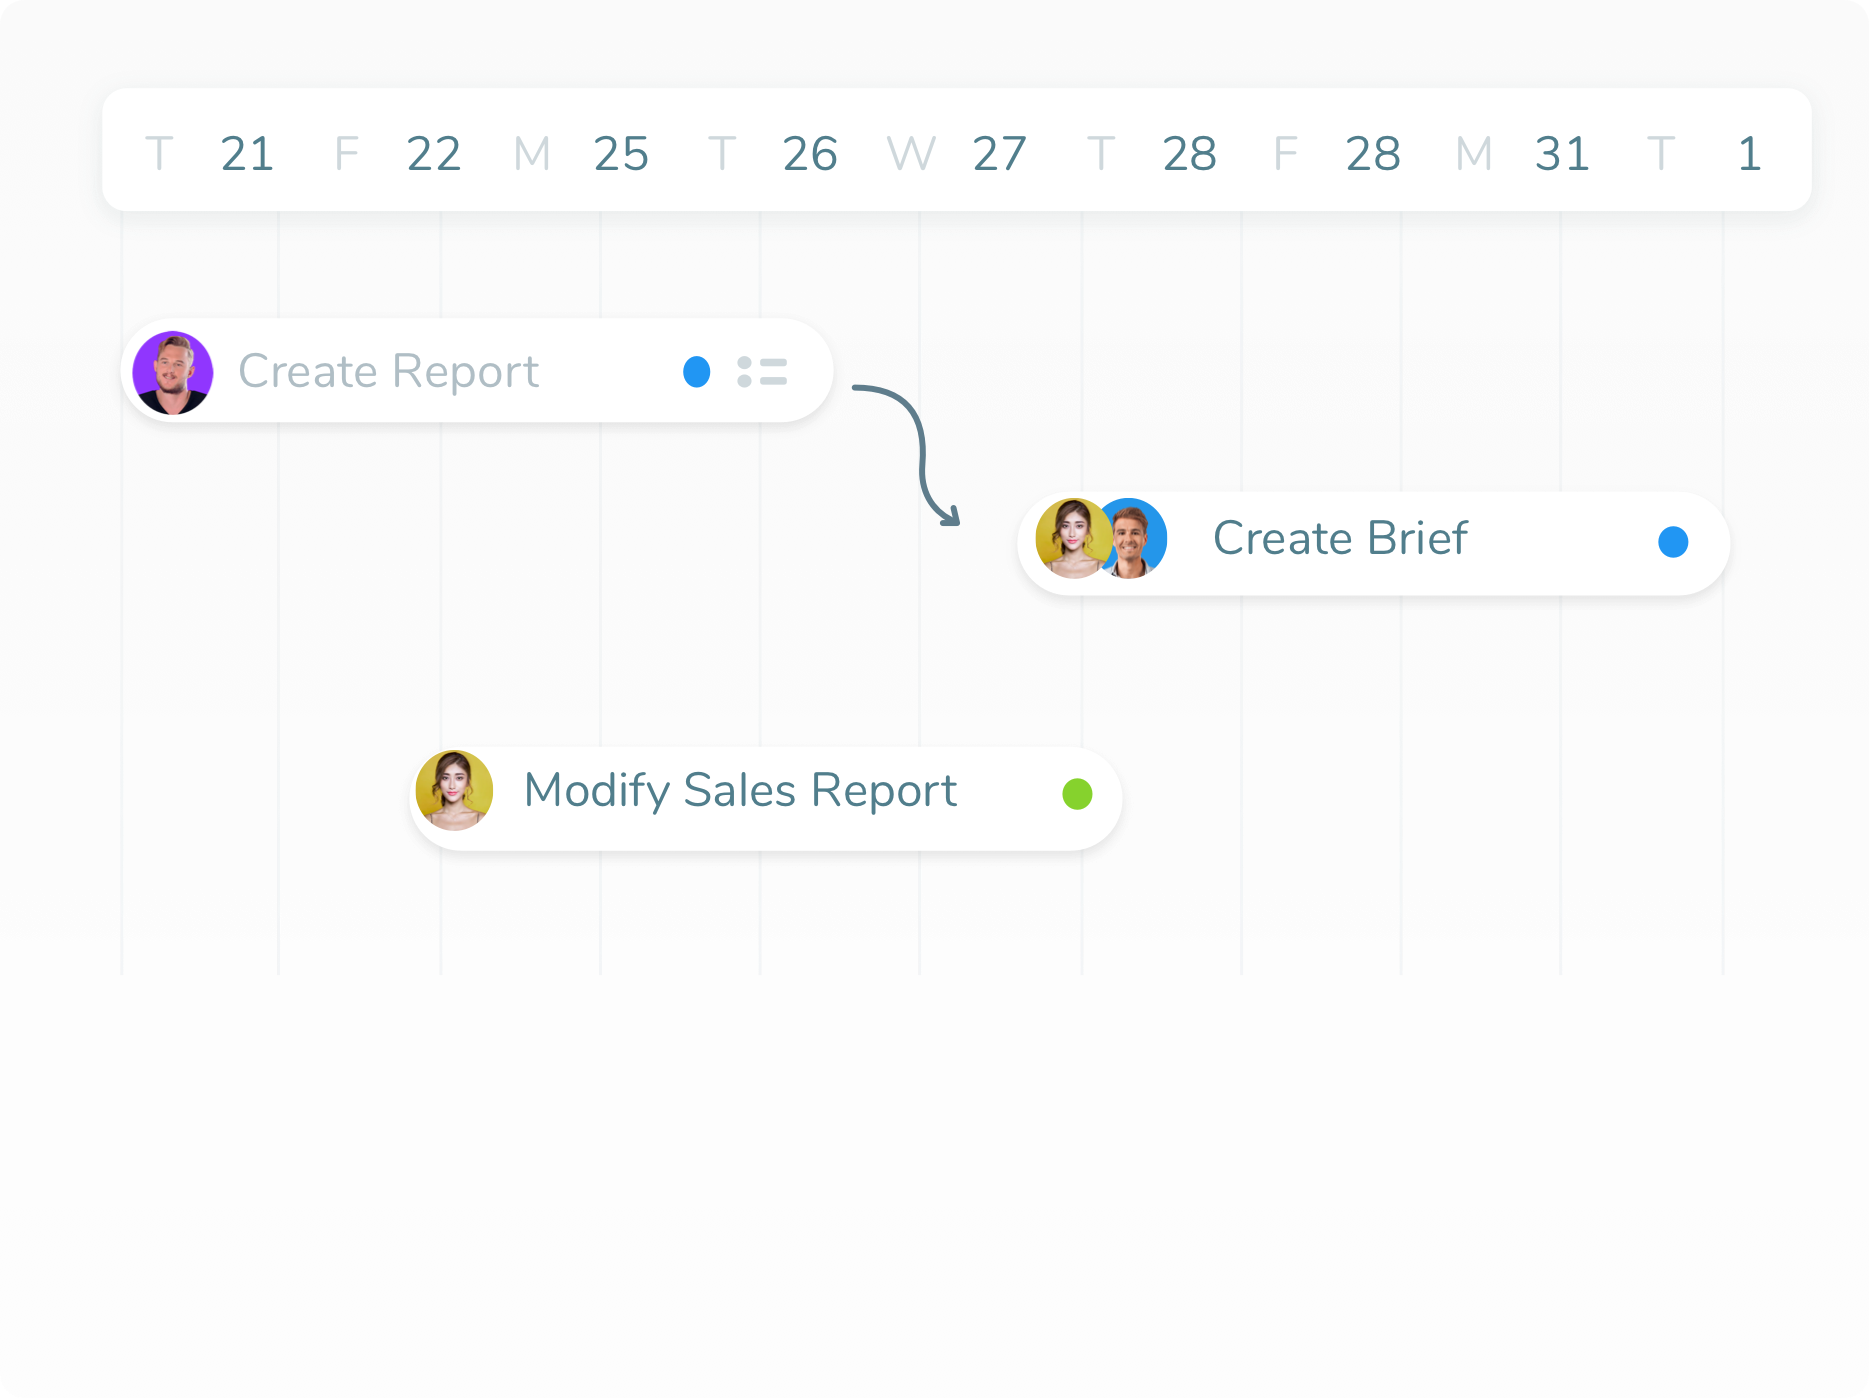 T 21 F 22 M 25 T 26 W 27 T 28 F 28 M 31 T 1
Create Report
Create Brief
Modify Sales Report